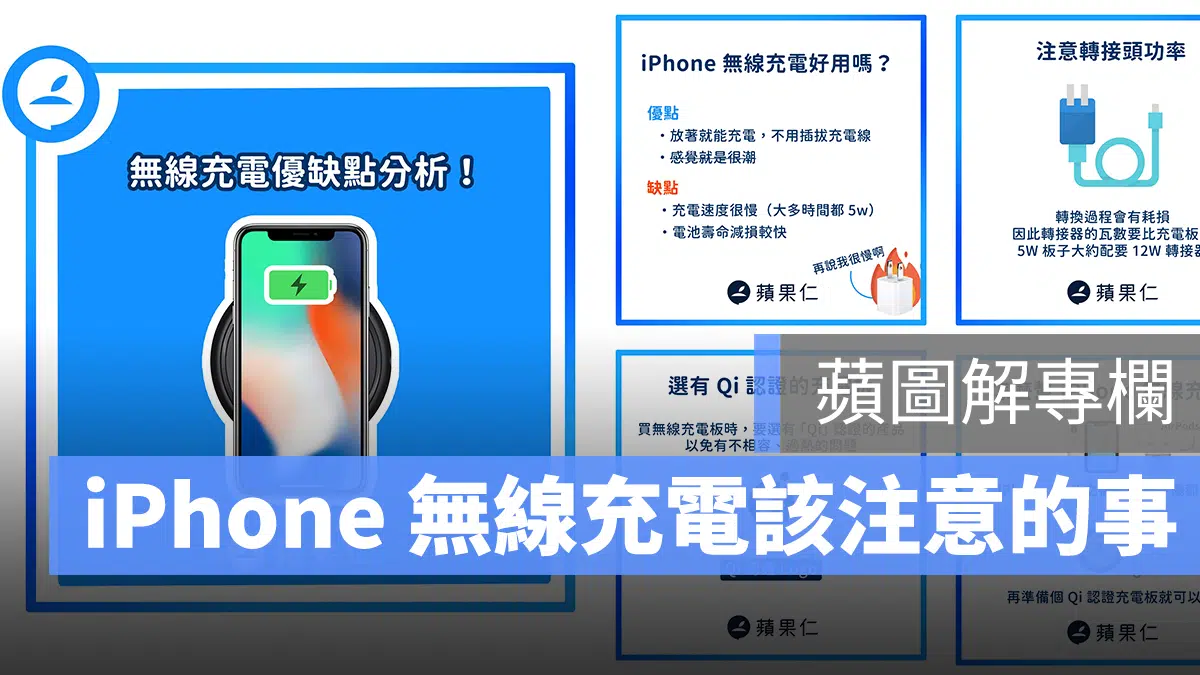 無線充電優缺點分析！
iPhone 無線充電好用嗎？
優點
・放著就能充電，不用插拔充電線
・感覺就是很潮
缺點
・充電速度很慢（大多時間都 5w）
・電池壽命減損較快
再說我很慢啊
蘋果仁
注意轉接頭功率
轉換過程會有耗損
因此轉接器的瓦數要比充電板
5W 板子大約配要 12W 轉接器
蘋果仁
蘋圖解專欄
選有 Qi 認證的
買無線充電板時，要選有「Qi」認證的產品
以免有不相容、過熱的問題
iPhone 無線充電該注意的事
蘋果仁
再準備個 Qi 認證充電板就可以
蘋果仁